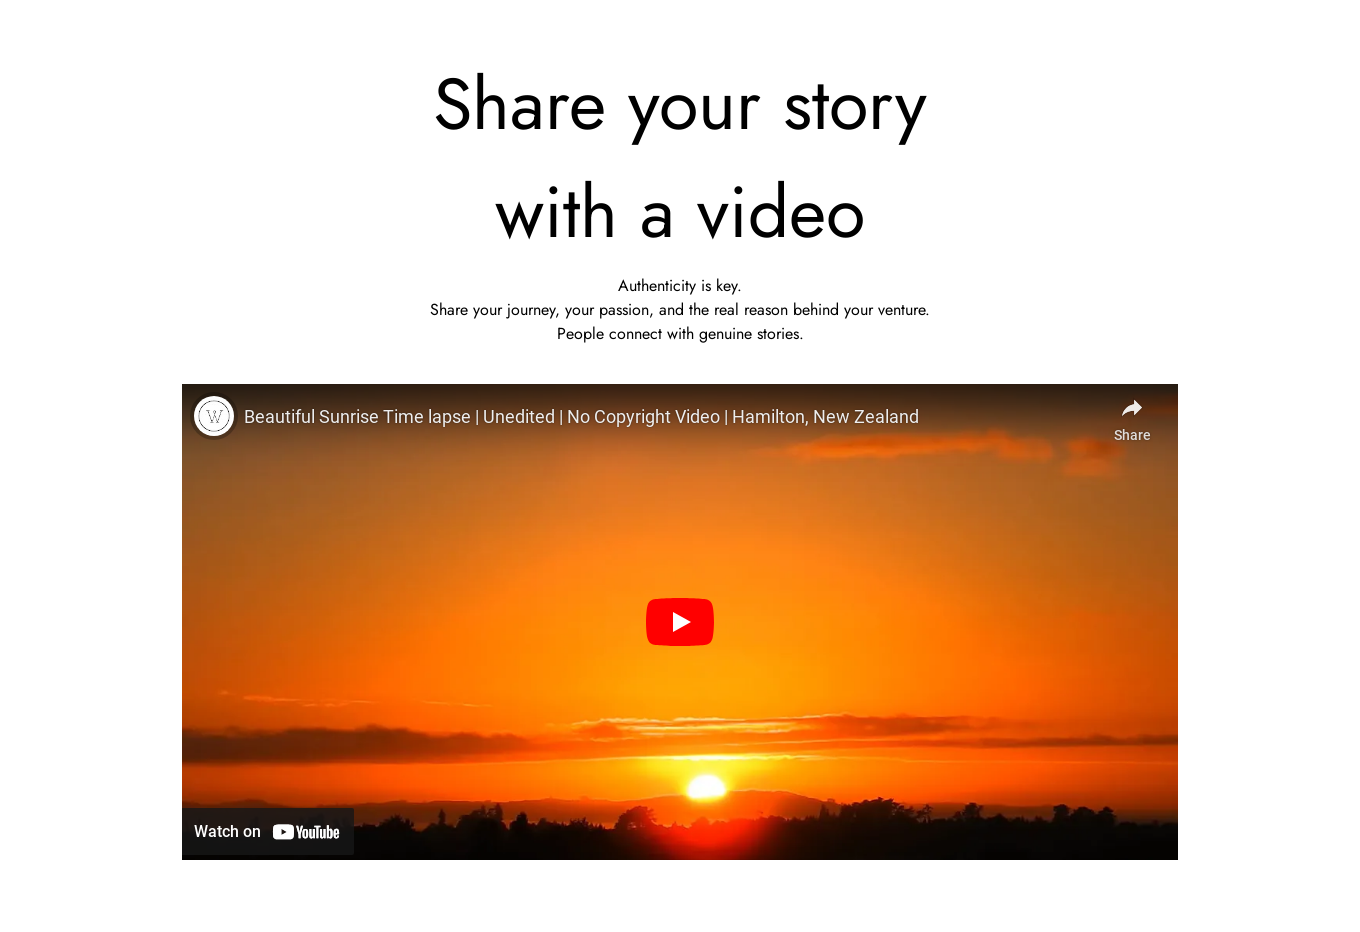 Share your story
with a video
Authenticity is key.
Share your journey, your passion, and the real reason behind your venture.
People connect with genuine stories.
W
Beautiful Sunrise Time lapse | Unedited | No Copyright Video | Hamilton, New Zealand
Share
Watch on YouTube